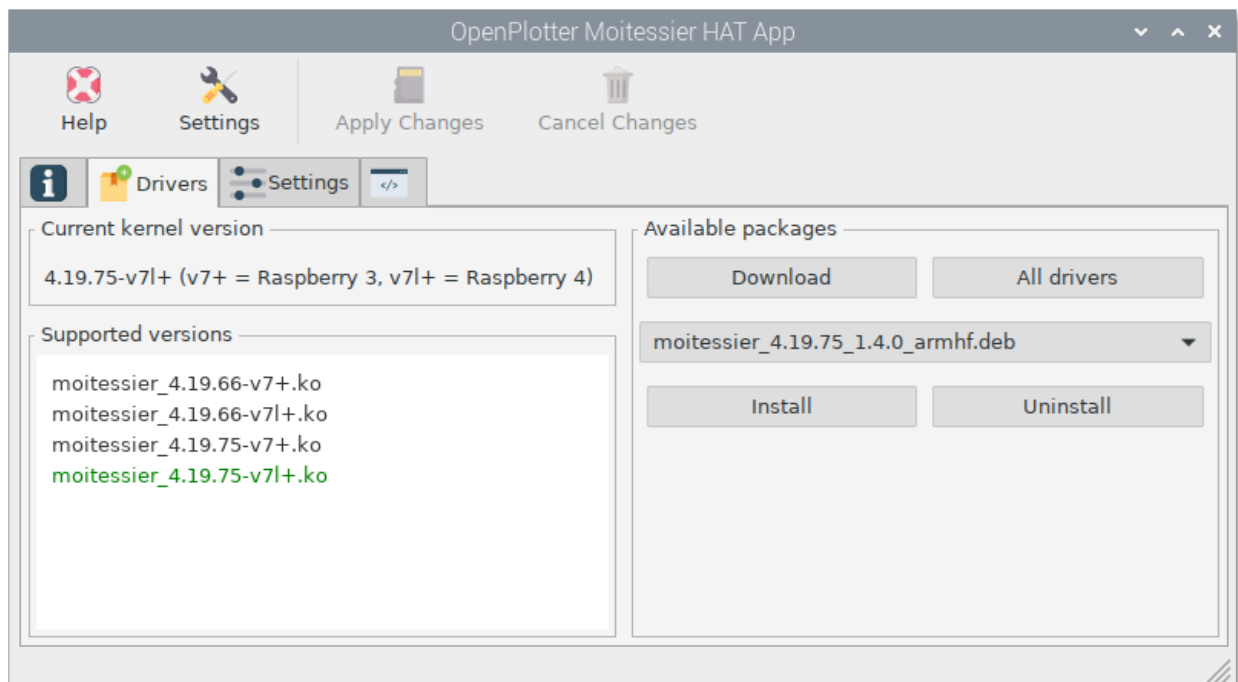 OpenPlotter Moitessier HAT App
Help Settings Apply Changes Cancel Changes
i Drivers Settings </>
Current kernel version
4.19.75-v7l+ (v7+ = Raspberry 3, v7l+ = Raspberry 4)
Supported versions
moitessier_4.19.66-v7+.ko
moitessier_4.19.66-v7l+.ko
moitessier_4.19.75-v7+.ko
moitessier_4.19.75-v7l+.ko
Available packages
Download All drivers
moitessier_4.19.75_1.4.0_armhf.deb
Install Uninstall